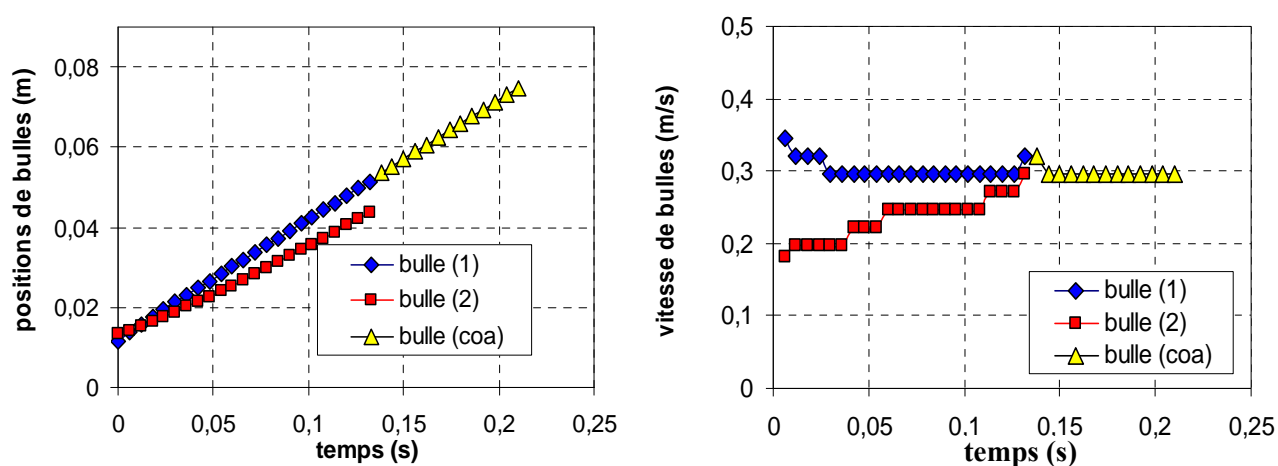 positions de bulles (m)
0,08
0,06
0,04
0,02
0
0
0,05
0,1
0,15
0,2
0,25
temps (s)
bulle (1)
bulle (2)
bulle (coa)
vitesse de bulles (m/s)
0,5
0,4
0,3
0,2
0,1
0
0
0,05
0,1
0,15
0,2
0,25
temps (s)
bulle (1)
bulle (2)
bulle (coa)